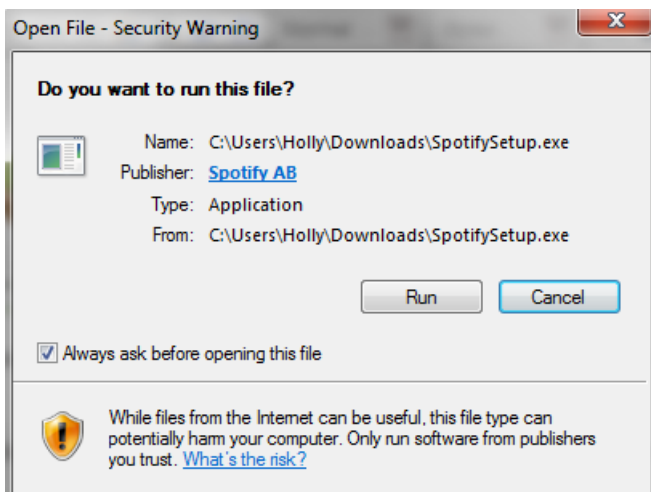 Open File - Security Warning
Do you want to run this file?
Name: C:\Users\Holly\Downloads\SpotifySetup.exe
Publisher: Spotify AB
Type: Application
From: C:\Users\Holly\Downloads\SpotifySetup.exe
Run Cancel
Always ask before opening this file
While files from the Internet can be useful, this file type can
potentially harm your computer. Only run software from publishers
you trust. What's the risk?